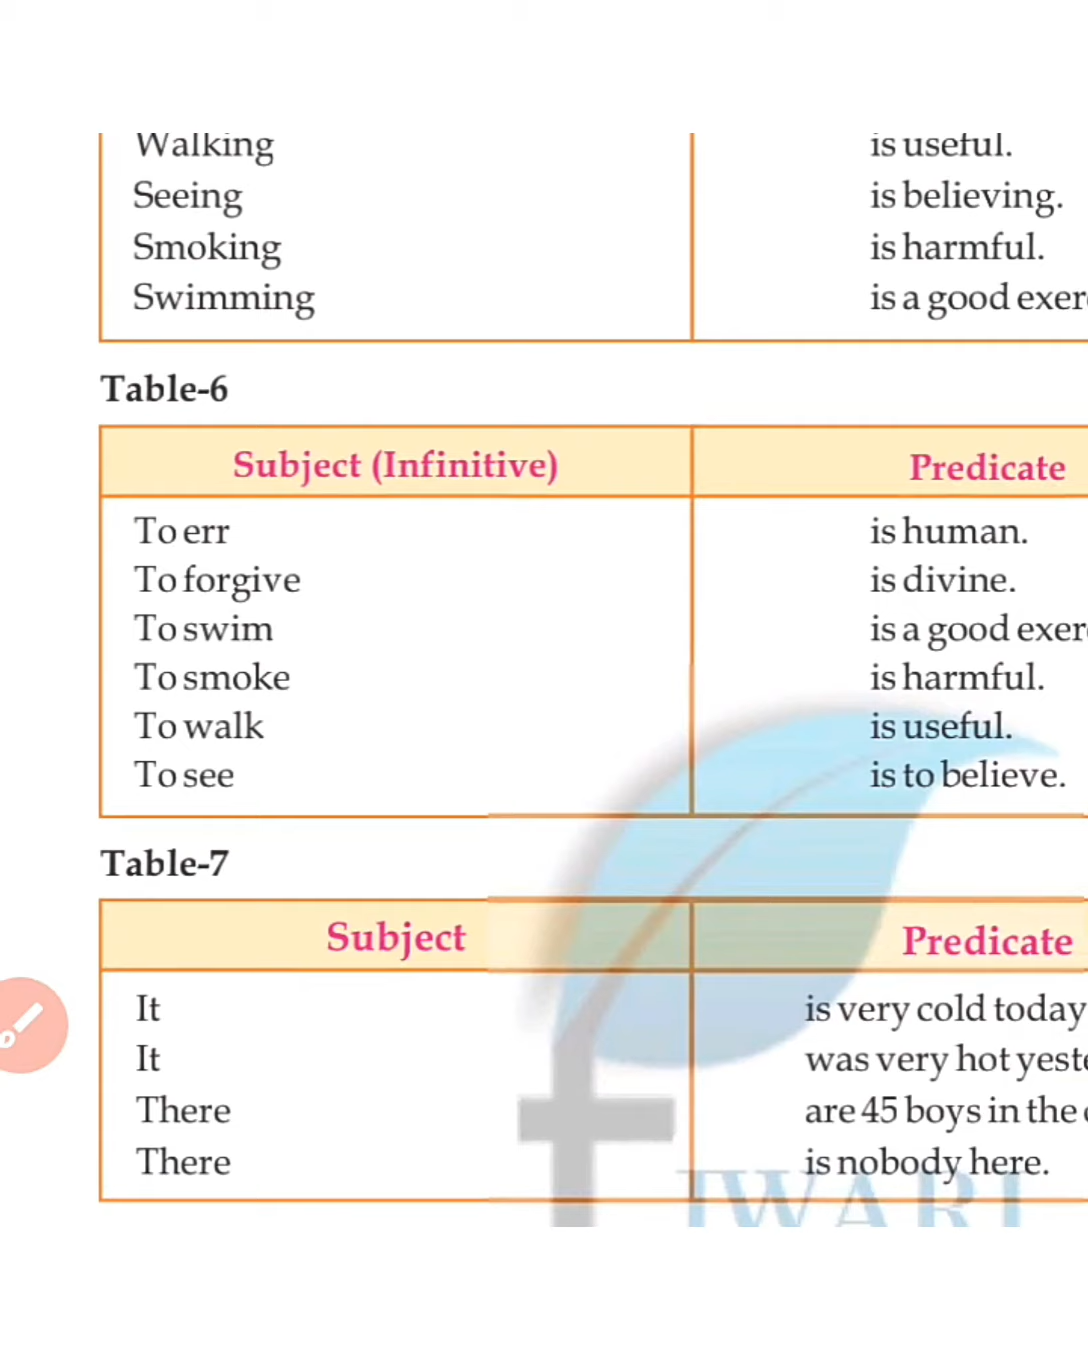 Walking is useful.
Seeing is believing.
Smoking is harmful.
Swimming is a good
Table-6
Subject (Infinitive) Predicate
To err is human.
To forgive is divine.
To swim is a good
To smoke is harmful.
To walk is useful.
To see is to believe.
Table-7
Subject Predicate
It is very cold today
It was very hot
There are 45 boys in the
There is nobody here.
IWARI